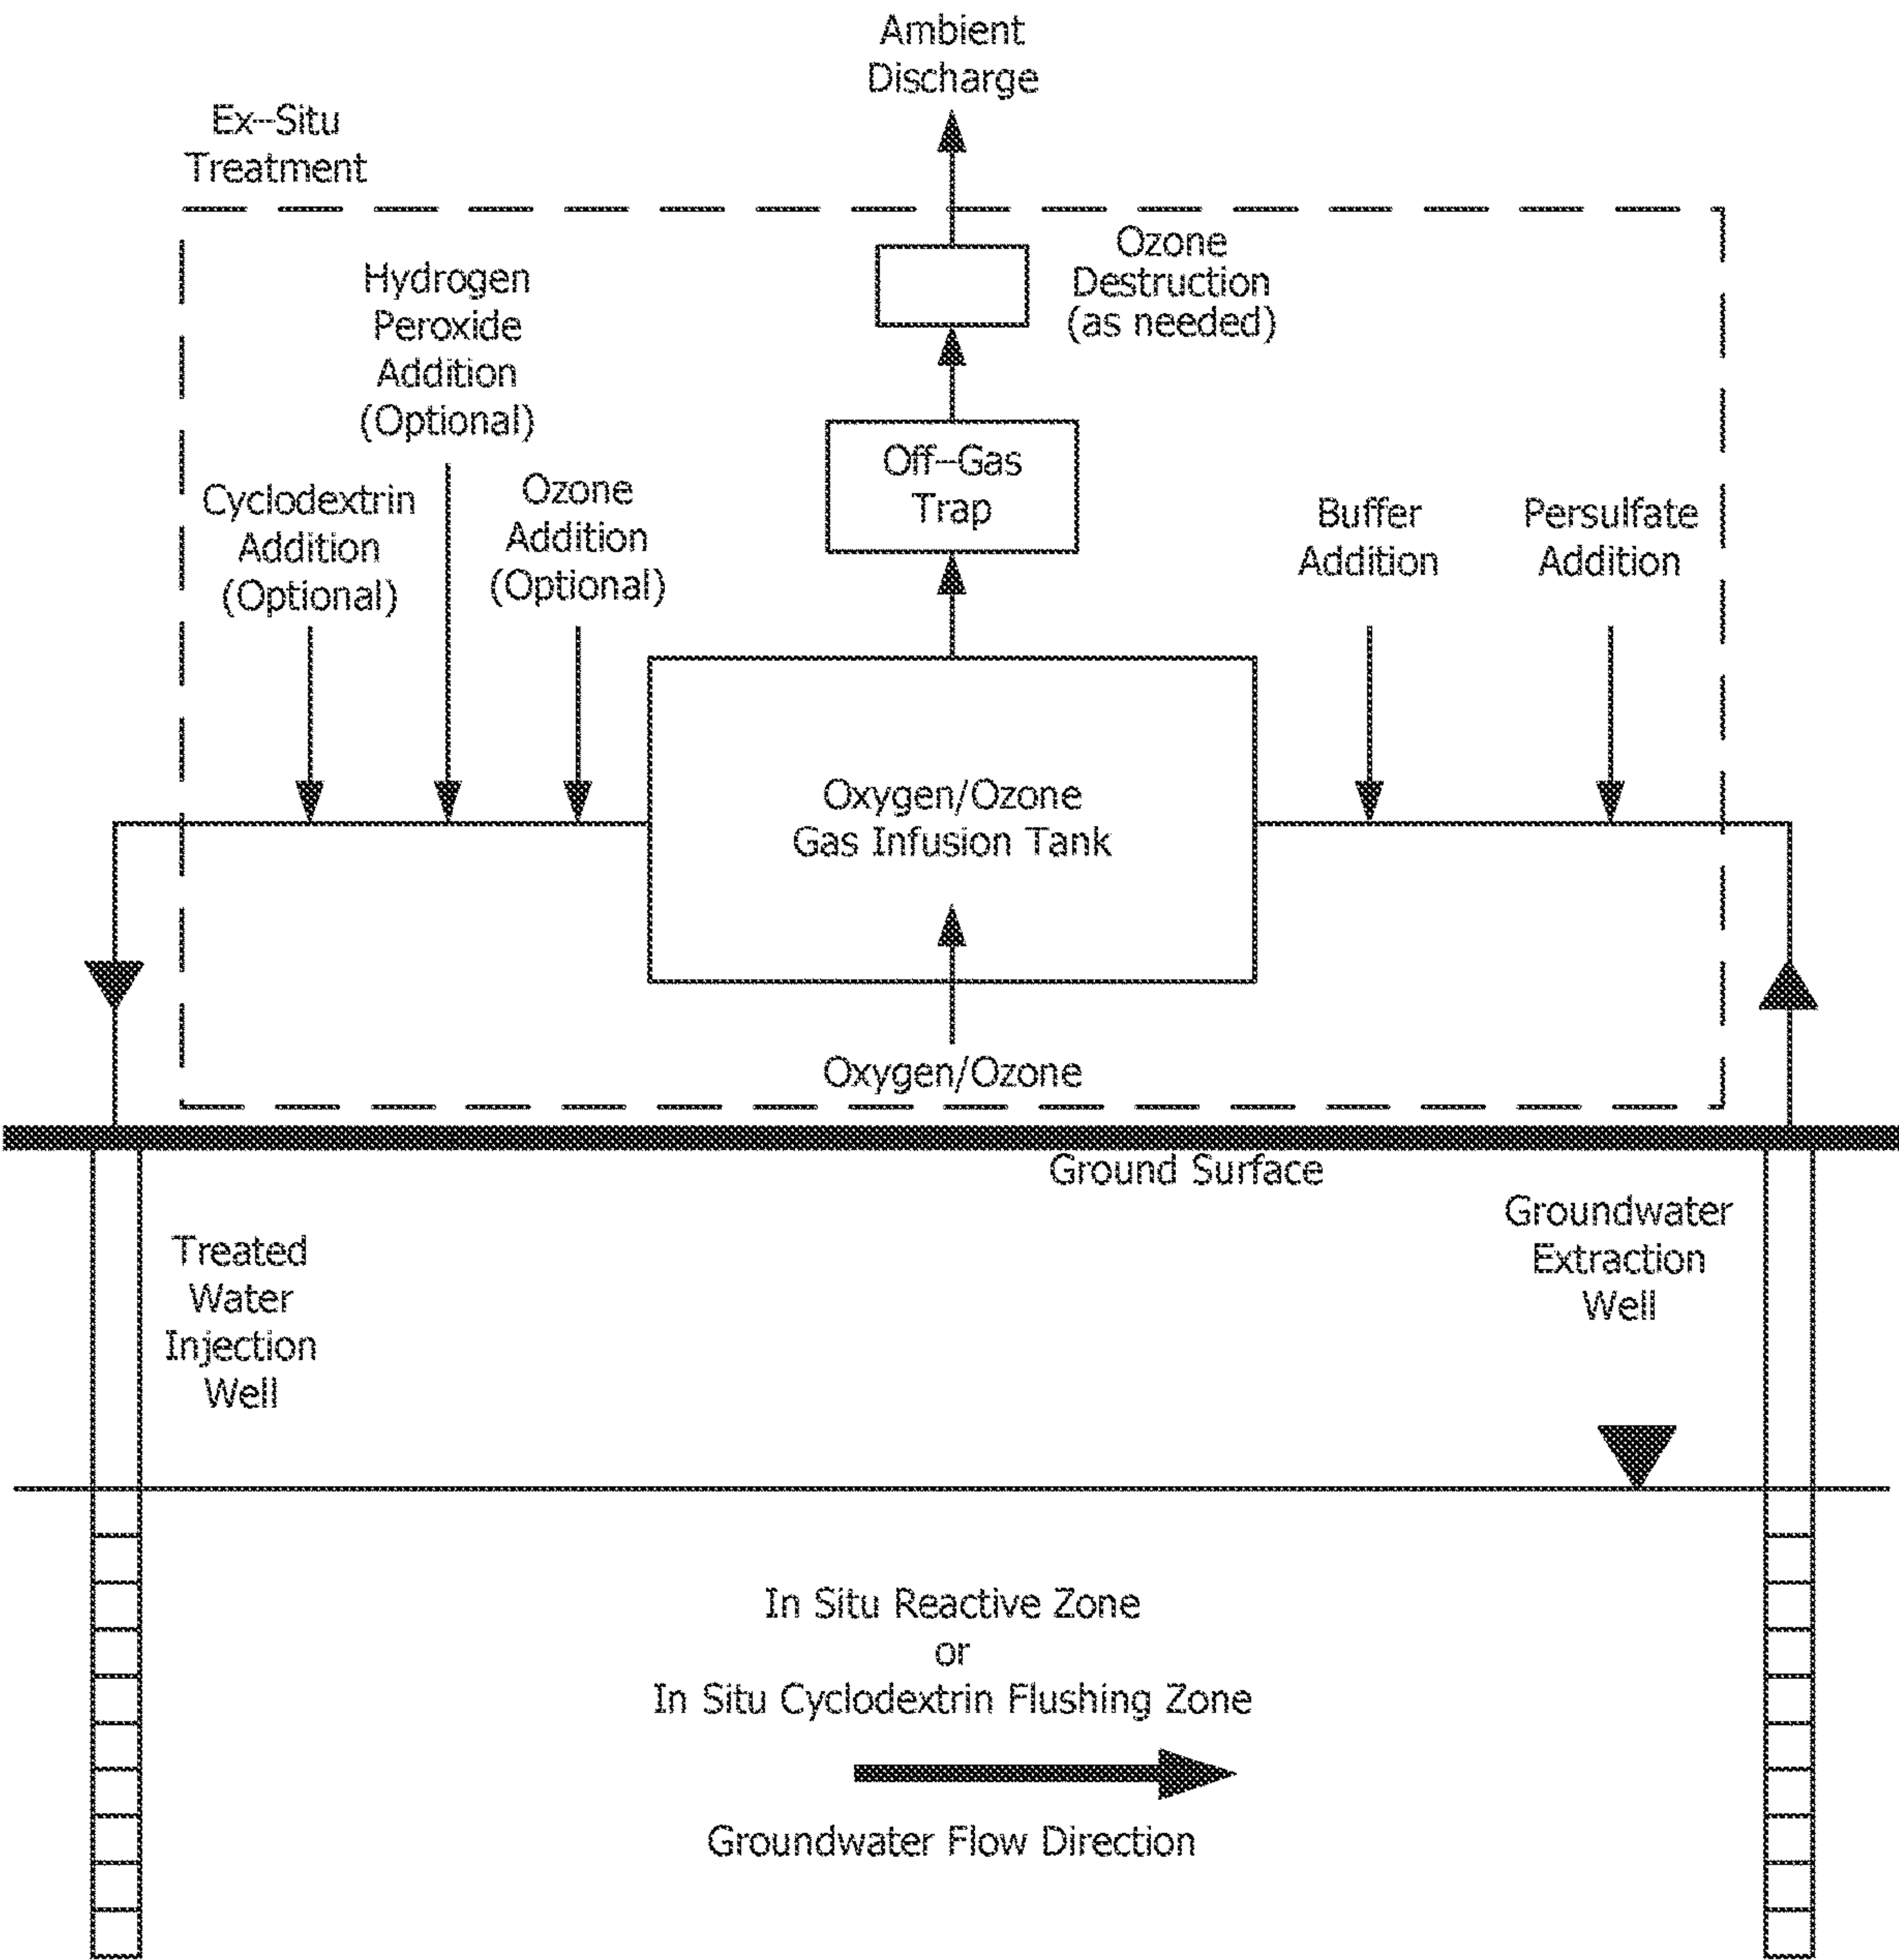 Ambient
Discharge
Ex-Situ
Treatment
Ozone
Destruction
(as needed)
Hydrogen
Peroxide
Addition
(Optional)
Off-Gas
Trap
Cyclodextrin
Addition
(Optional)
Ozone
Addition
(Optional)
Buffer
Addition
Persulfate
Addition
Oxygen/Ozone
Gas Infusion Tank
Oxygen/Ozone
Ground Surface
Treated
Water
Injection
Well
Groundwater
Extraction
Well
In Situ Reactive Zone
or
In Situ Cyclodextrin Flushing Zone
Groundwater Flow Direction